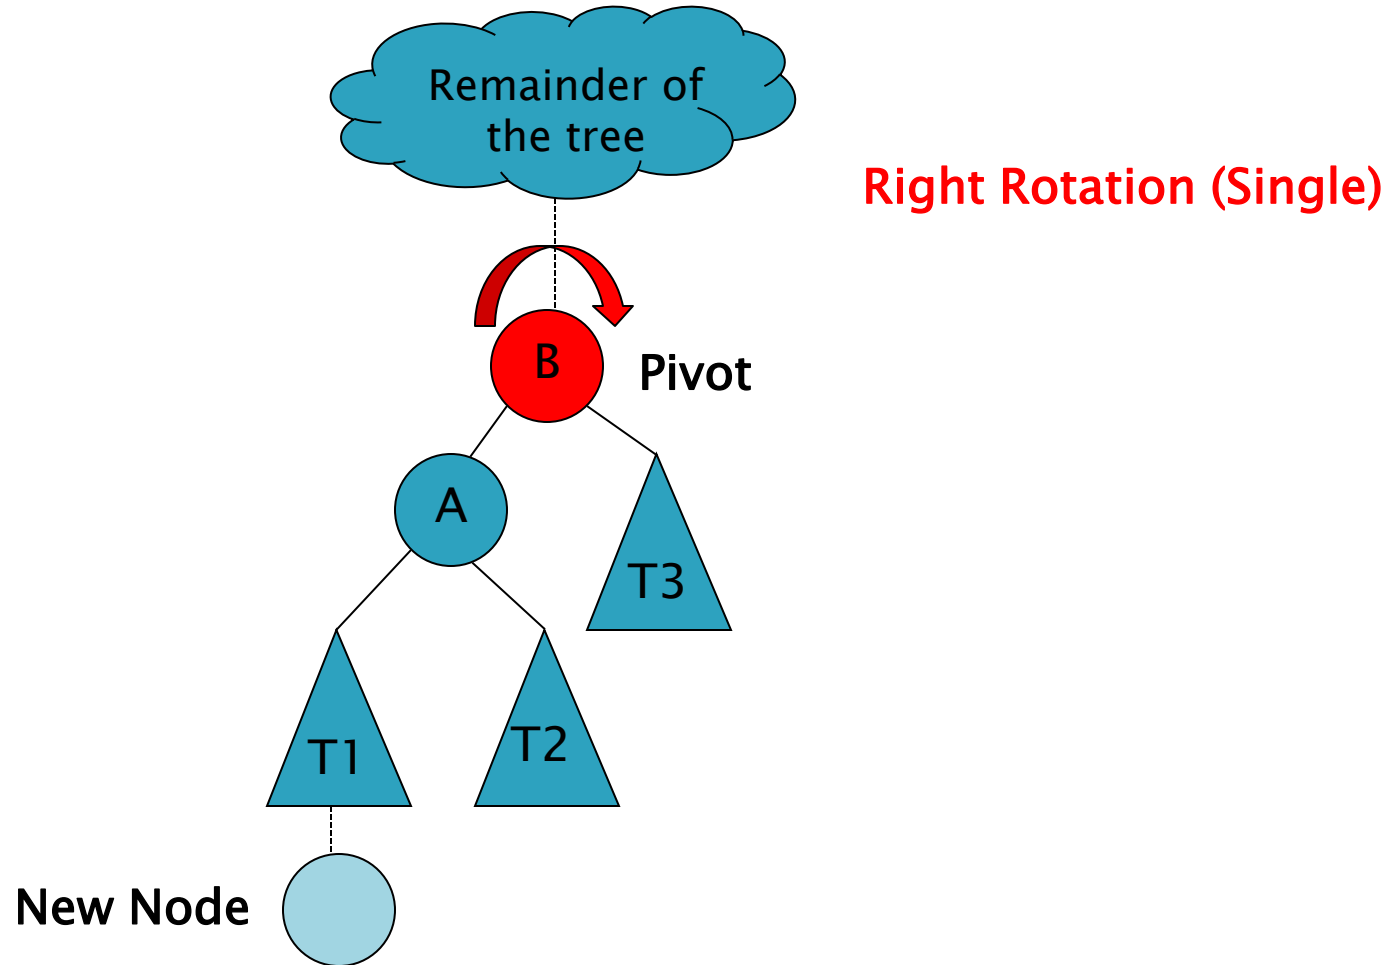 Remainder of
the tree
Right Rotation (Single)
B
Pivot
A
T3
T1
T2
New Node